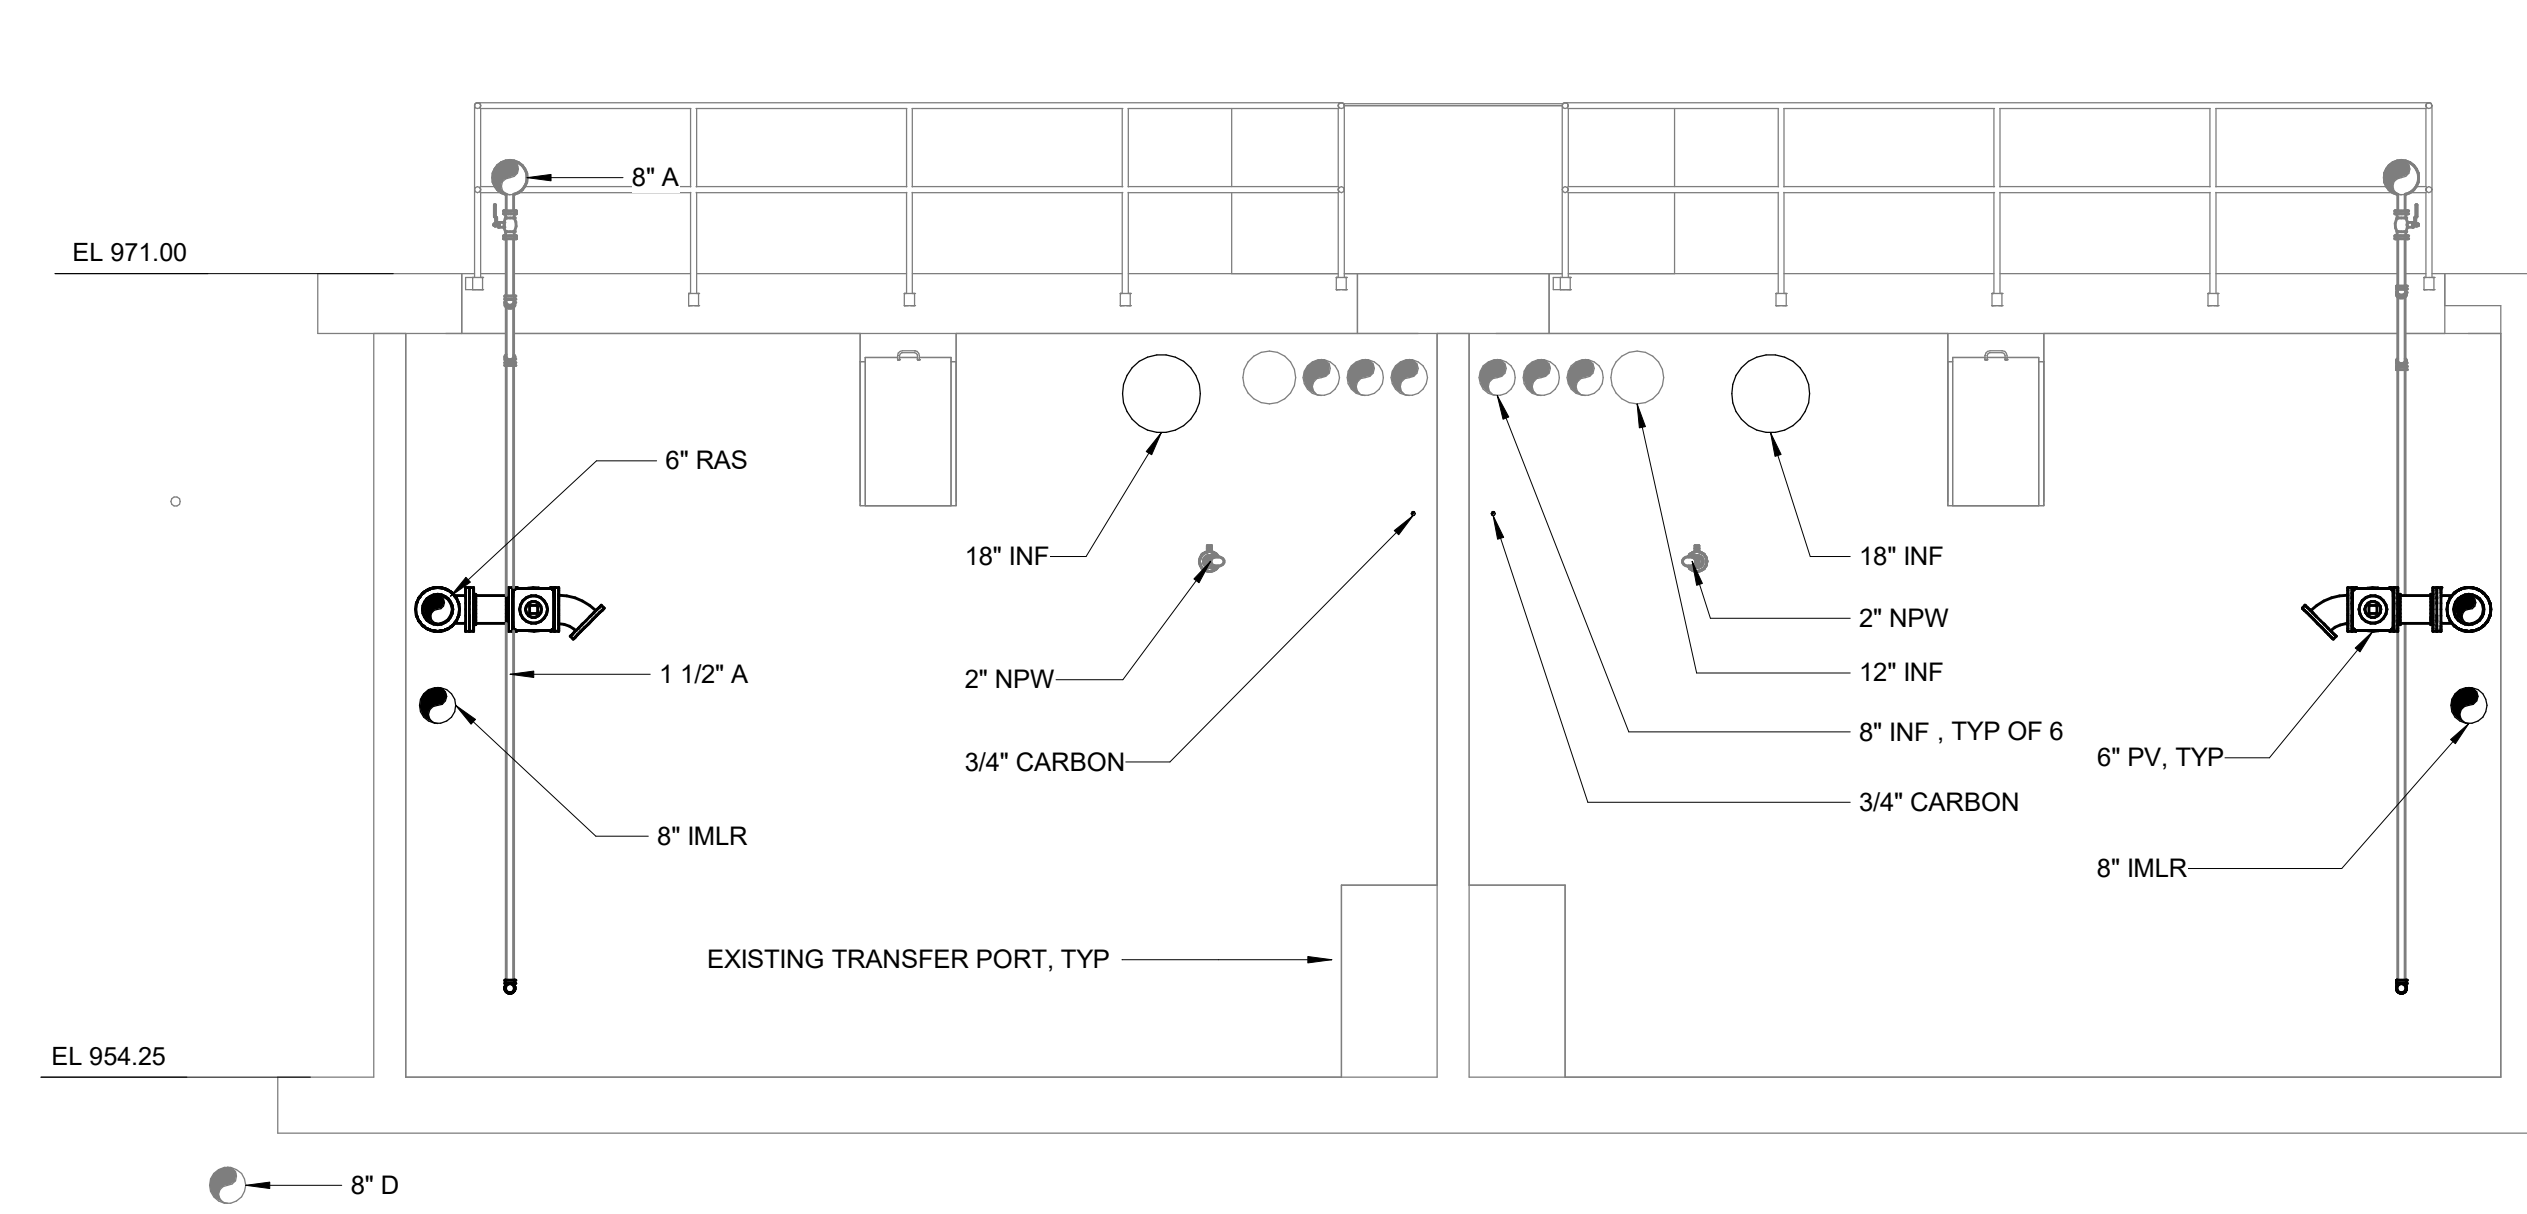 8" A
EL 971.00
6" RAS
18" INF
18" INF
2" NPW
1 1/2" A
2" NPW
12" INF
8" INF , TYP OF 6
6" PV, TYP
3/4" CARBON
3/4" CARBON
8" IMLR
8" IMLR
EXISTING TRANSFER PORT, TYP
EL 954.25
8" D